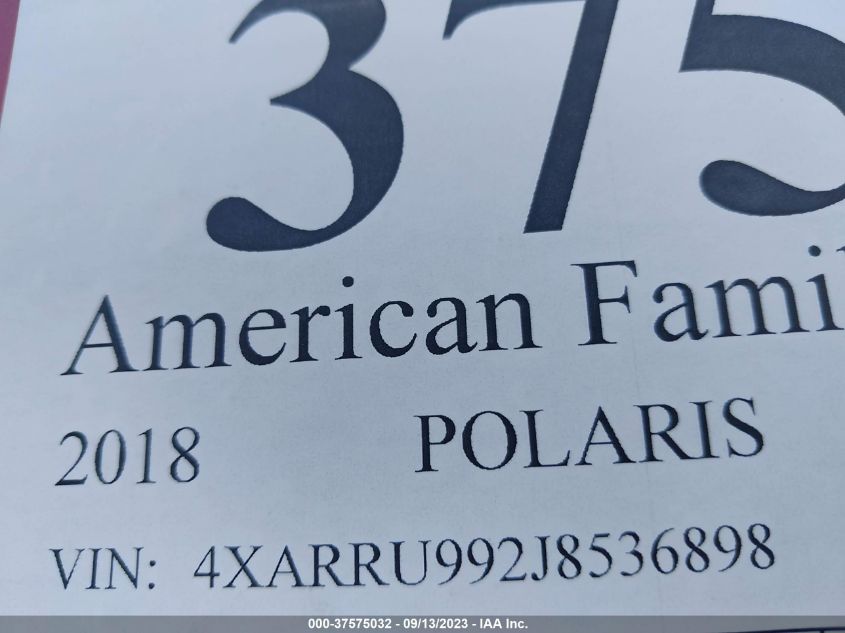 375
American Famil
2018 POLARIS
VIN: 4XARRU992J8536898
000-37575032 - 09/13/2023 - IAA Inc.